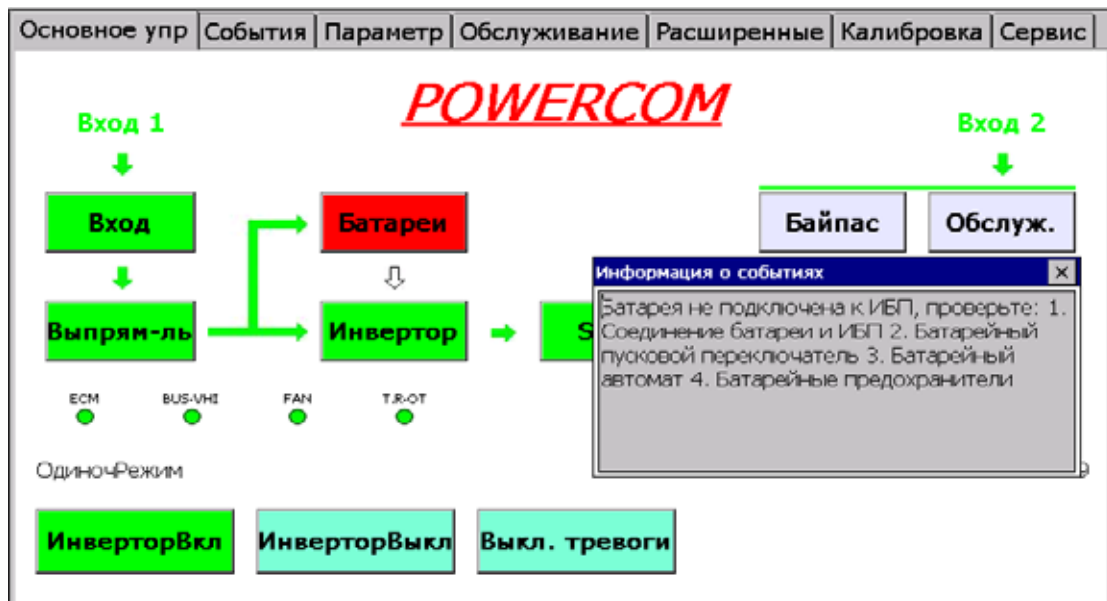 Основное упр События Параметр Обслуживание Расширенные Калибровка Сервис
POWERCOM
Вход 1
Вход 2
Вход
Батареи
Байпас
Обслуж.
Информация о событиях
Батарея не подключена к ИБП, проверьте: 1.
Соединение батареи и ИБП 2. Батарейный
пусковой переключатель 3. Батарейный
автомат 4. Батарейные предохранители
Выпрям-ль
Инвертор
S
ECM
BUS-VHI
FAN
T.R-OT
ОдиночРежим
9
ИнверторВкл
ИнверторВыкл
Выкл. тревоги